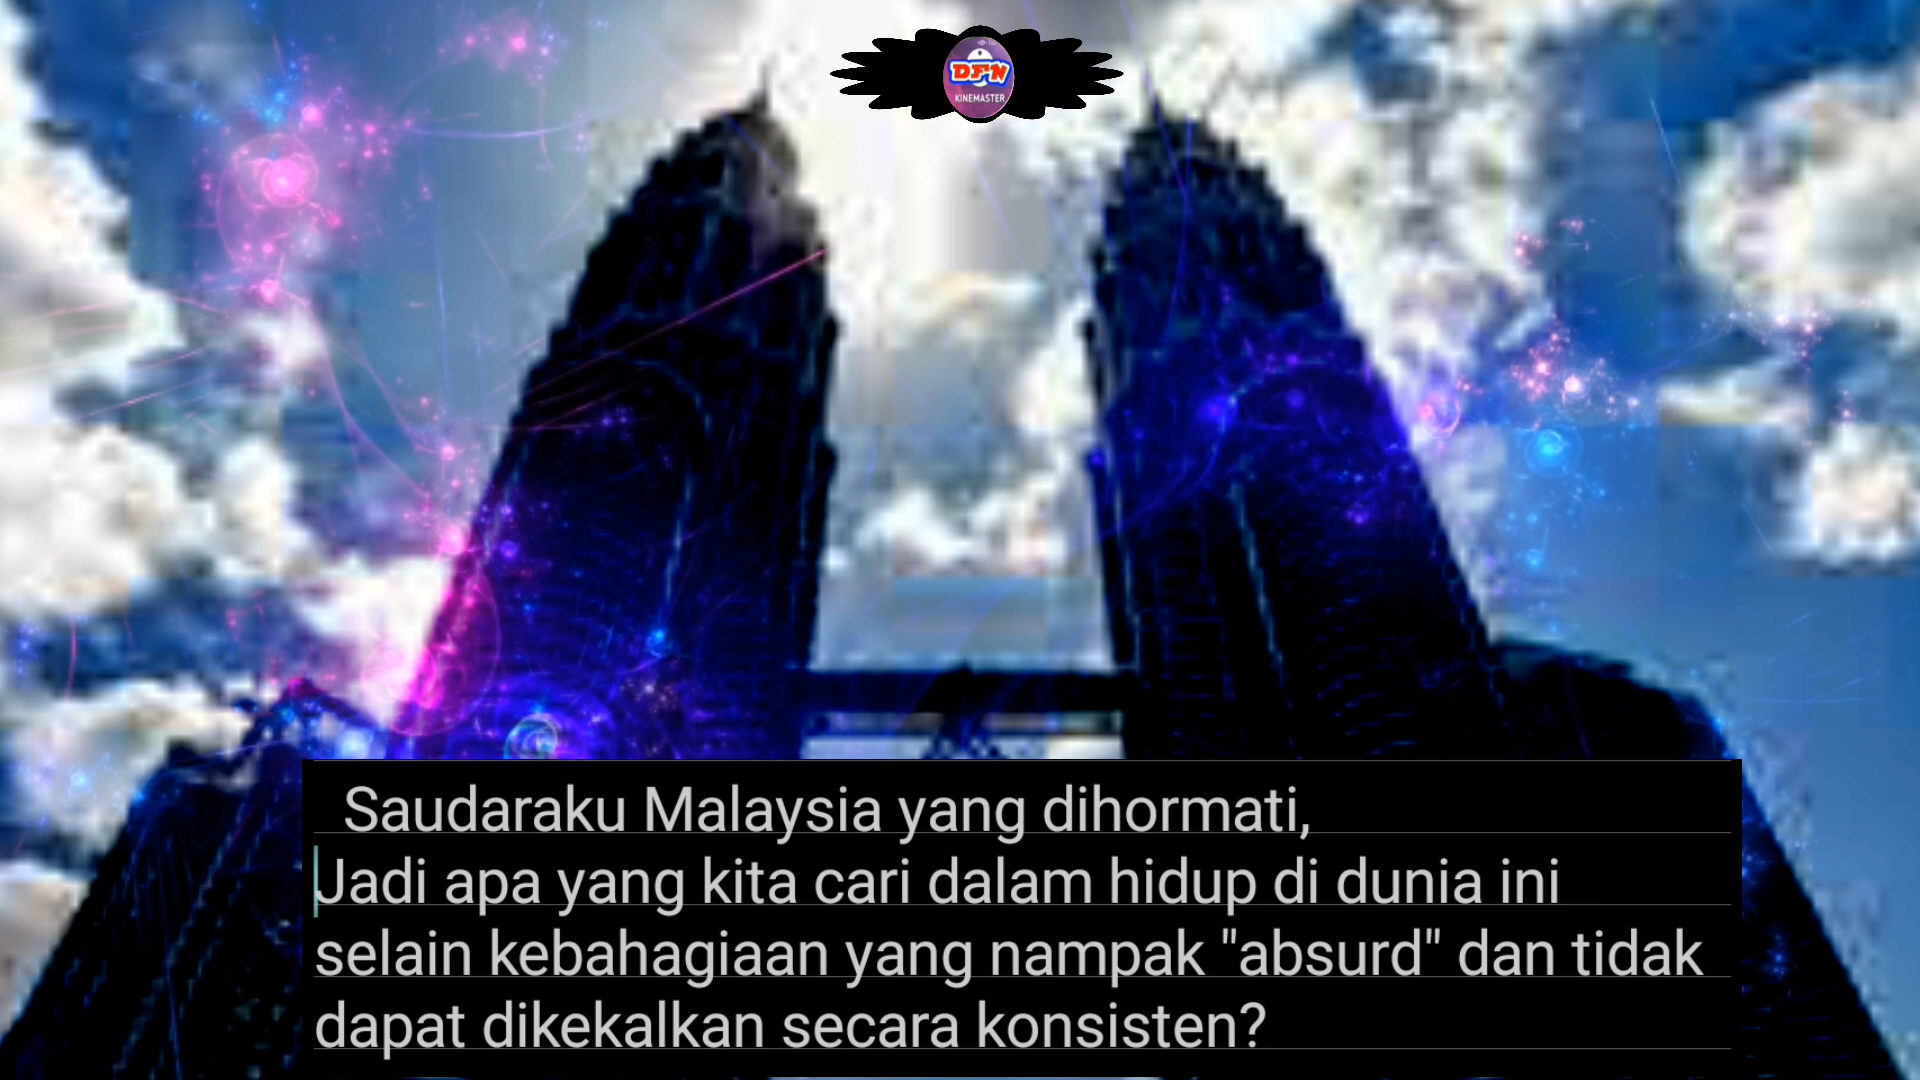 DFN
KINEMASTER
Saudaraku Malaysia yang dihormati,
Jadi apa yang kita cari dalam hidup di dunia ini
selain kebahagiaan yang nampak "absurd" dan tidak
dapat dikekalkan secara konsisten?